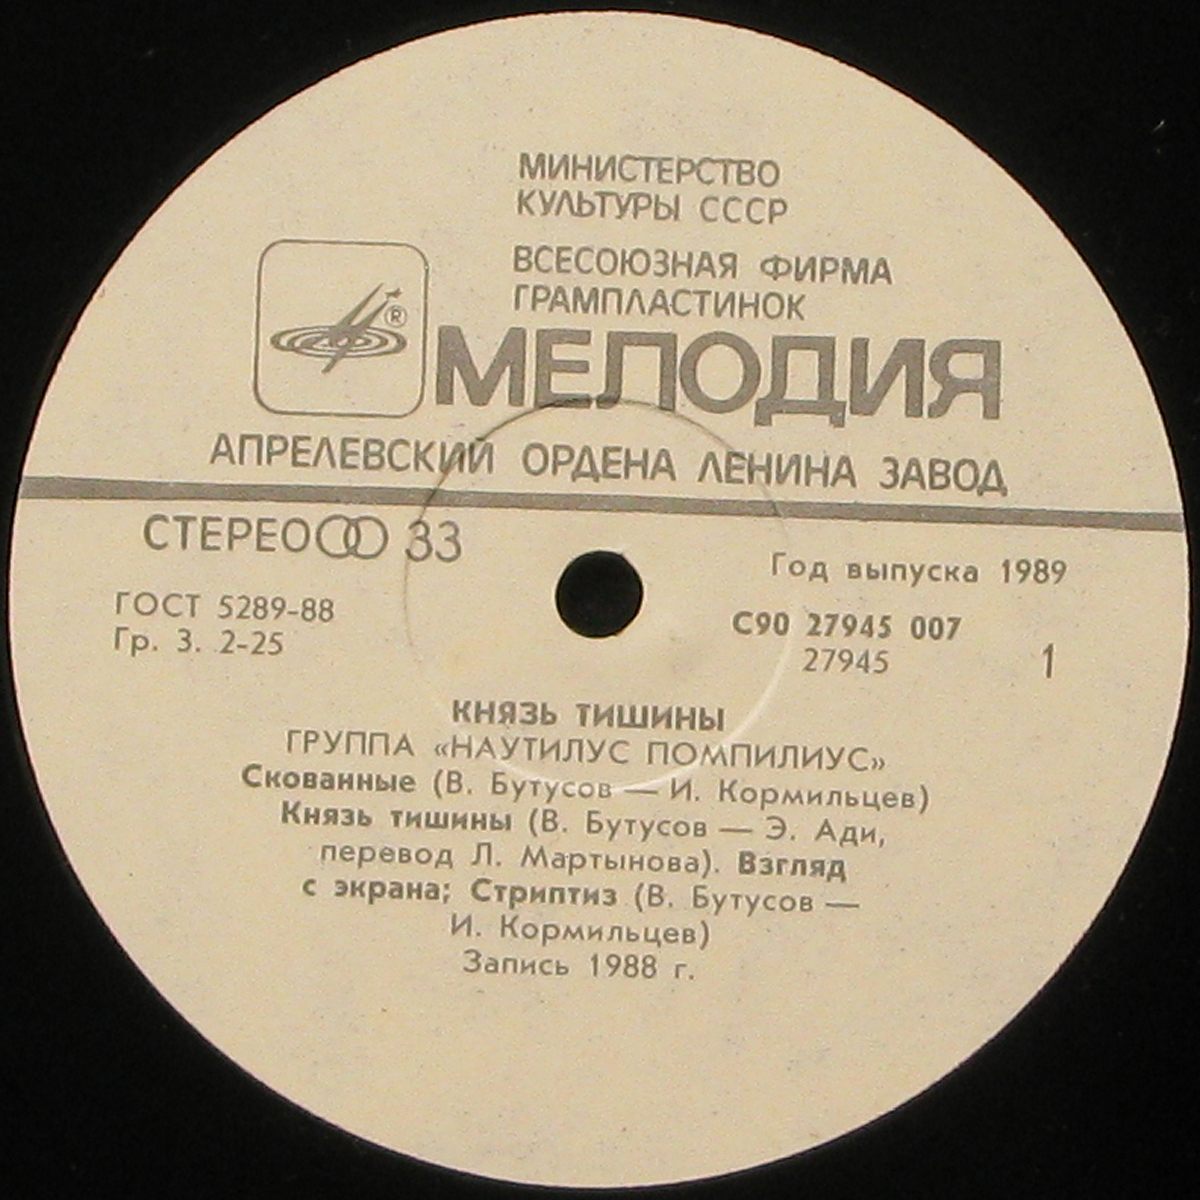 МИНИСТЕРСТВО
КУЛЬТУРЫ СССР
ВСЕСОЮЗНАЯ ФИРМА
ГРАМПЛАСТИНОК
®
МЕЛОДИЯ
АПРЕЛЕВСКИЙ ОРДЕНА ЛЕНИНА ЗАВОД
СТЕРЕО 33
Год выпуска 1989
ГОСТ 5289-88
Гр. 3. 2-25
С90 27945 007
27945
1
КНЯЗЬ ТИШИНЫ
ГРУППА «НАУТИЛУС ПОМПИЛИУС»
Скованные (В. Бутусов — И. Кормильцев)
Князь тишины (В. Бутусов — Э. Ади,
перевод Л. Мартынова). Взгляд
с экрана; Стриптиз (В. Бутусов —
И. Кормильцев)
Запись 1988 г.